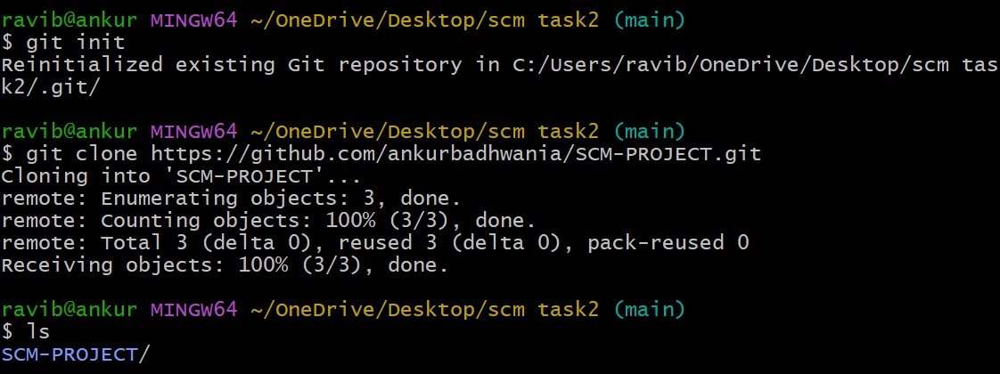 ravib@ankur MINGW64 ~/OneDrive/Desktop/scm task2 (main)
$ git init
Reinitialized existing Git repository in C:/Users/ravib/OneDrive/Desktop/scm tas
k2/.git/
ravib@ankur MINGW64 ~/OneDrive/Desktop/scm task2 (main)
$ git clone https://github.com/ankurbadhwania/SCM-PROJECT.git
Cloning into 'SCM-PROJECT'...
remote: Enumerating objects: 3, done.
remote: Counting objects: 100% (3/3), done.
remote: Total 3 (delta 0), reused 3 (delta 0), pack-reused 0
Receiving objects: 100% (3/3), done.
ravib@ankur MINGW64 ~/OneDrive/Desktop/scm task2 (main)
$ ls
SCM-PROJECT/